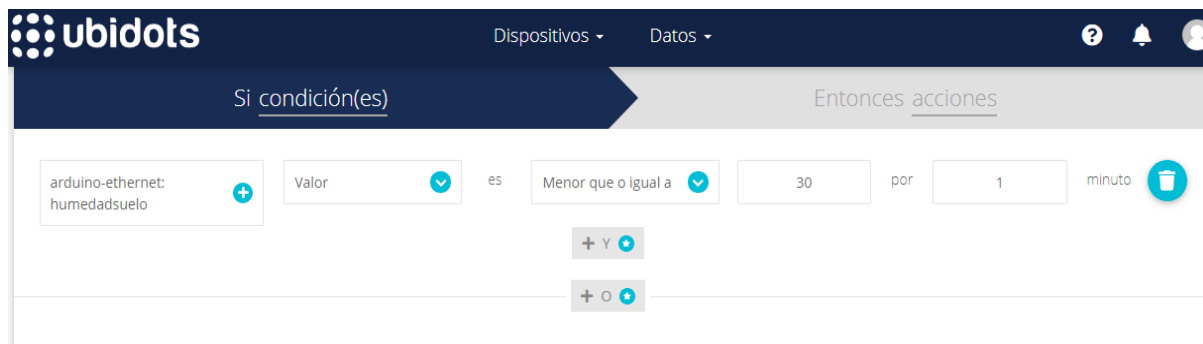 ubidots
Dispositivos
Datos
Si condición(es)
Entonces acciones
arduino-ethernet:
humedadsuelo
Valor
es
Menor que o igual a
30
por
1
minuto
+ Y
+ O